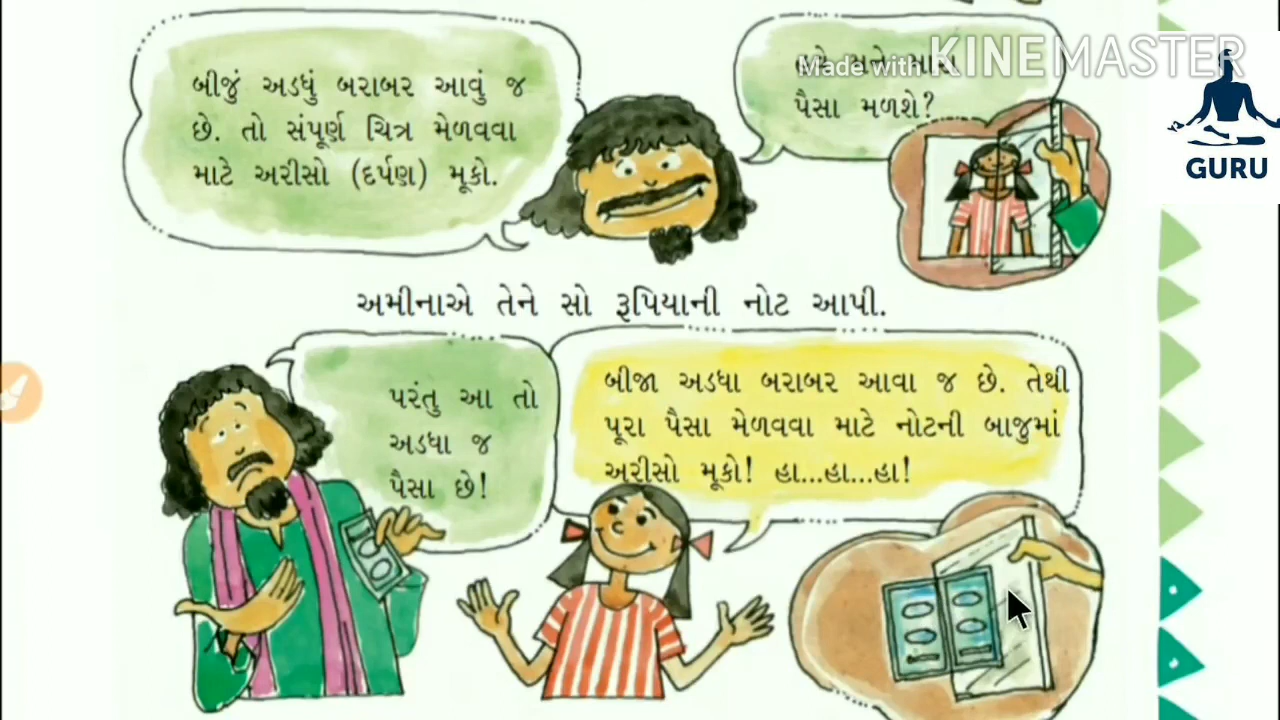 બીજું અડધું બરાબર આવું જ
છે. તો સંપૂર્ણ ચિત્ર મેળવવા
માટે અરીસો (દર્પણ) મૂકો.
Made with KINEMASTER
પૈસા મળશે?
GURU
અમીનાએ તેને સો રૂપિયાની નોટ આપી.
પરંતુ આ તો
અડધા જ
પૈસા છે!
બીજા અડધા બરાબર આવા જ છે. તેથી
પૂરા પૈસા મેળવવા માટે નોટની બાજુમાં
અરીસો મૂકો! હા...હા...હા!